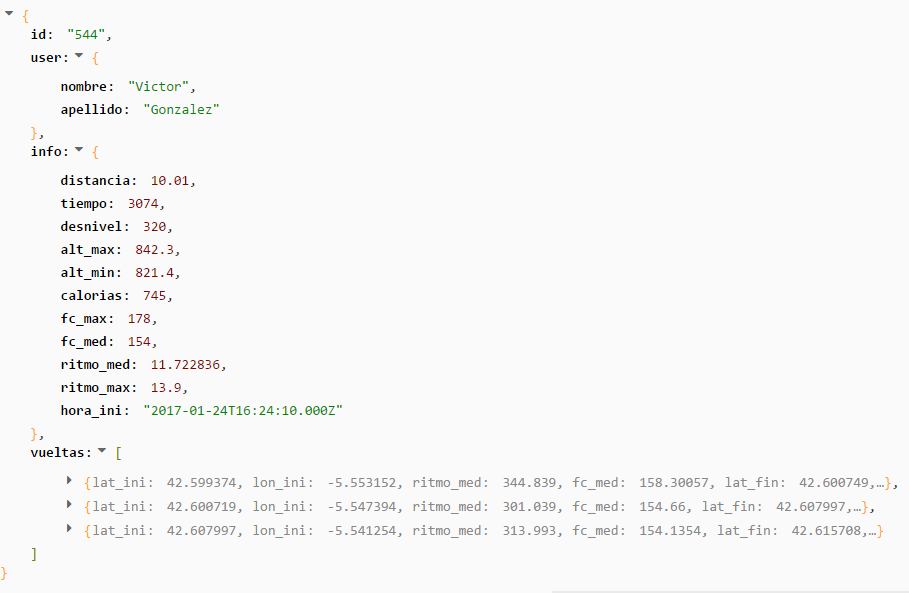 {
id: "544",
user: {
nombre: "Victor",
apellido: "Gonzalez"
},
info: {
distancia: 10.01,
tiempo: 3074,
desnivel: 320,
alt_max: 842.3,
alt_min: 821.4,
calorias: 745,
fc_max: 178,
fc_med: 154,
ritmo_med: 11.722836,
ritmo_max: 13.9,
hora_ini: "2017-01-24T16:24:10.000Z"
},
vueltas: [
{lat_ini: 42.599374, lon_ini: -5.553152, ritmo_med: 344.839, fc_med: 158.30057, lat_fin: 42.600749,…},
{lat_ini: 42.600719, lon_ini: -5.547394, ritmo_med: 301.039, fc_med: 154.66, lat_fin: 42.607997,…},
{lat_ini: 42.607997, lon_ini: -5.541254, ritmo_med: 313.993, fc_med: 154.1354, lat_fin: 42.615708,…}
]
}